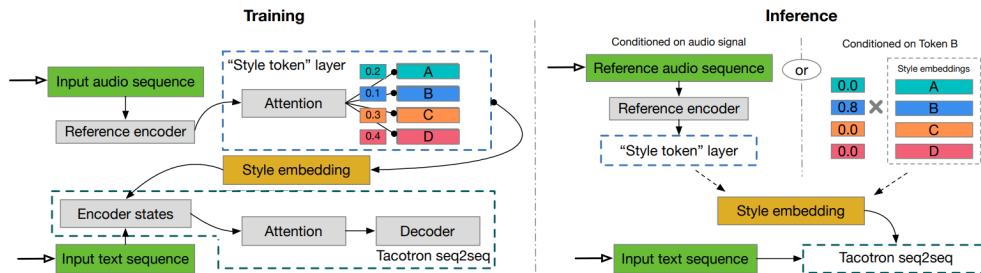 Training
Input audio sequence
Reference encoder
“Style token” layer
Attention
0.2 A
0.1 B
0.3 C
0.4 D
Style embedding
Encoder states
Attention
Decoder
Input text sequence
Tacotron seq2seq
Inference
Conditioned on audio signal
Reference audio sequence
Reference encoder
“Style token” layer
or
Conditioned on Token B
Style embeddings
0.0 A
0.8 B
0.0 C
0.0 D
Style embedding
Input text sequence
Tacotron seq2seq